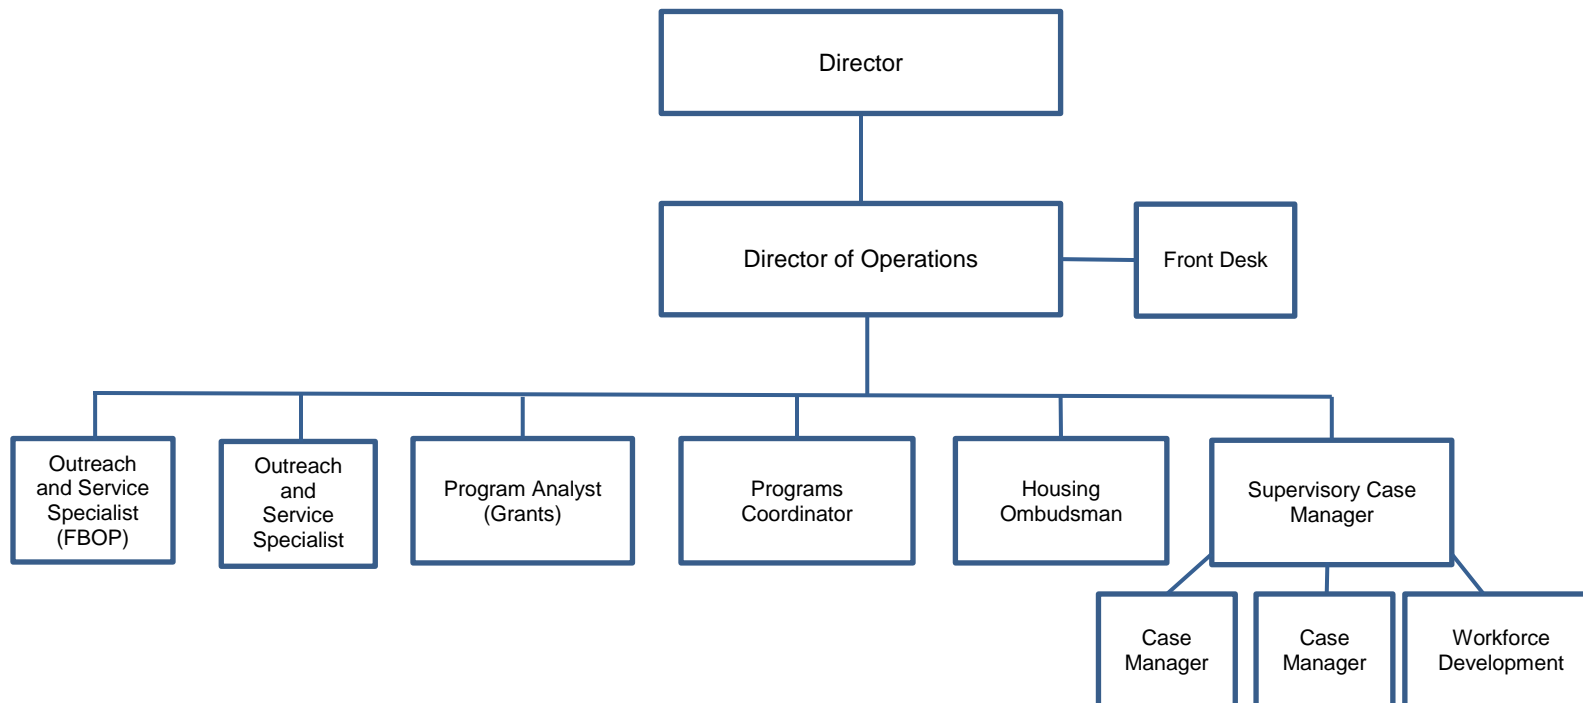 Director
Director of Operations
Front Desk
Outreach
and Service
Specialist
(FBOP)
Outreach
and
Service
Specialist
Program Analyst
(Grants)
Programs
Coordinator
Housing
Ombudsman
Supervisory Case
Manager
Case
Manager
Case
Manager
Workforce
Development